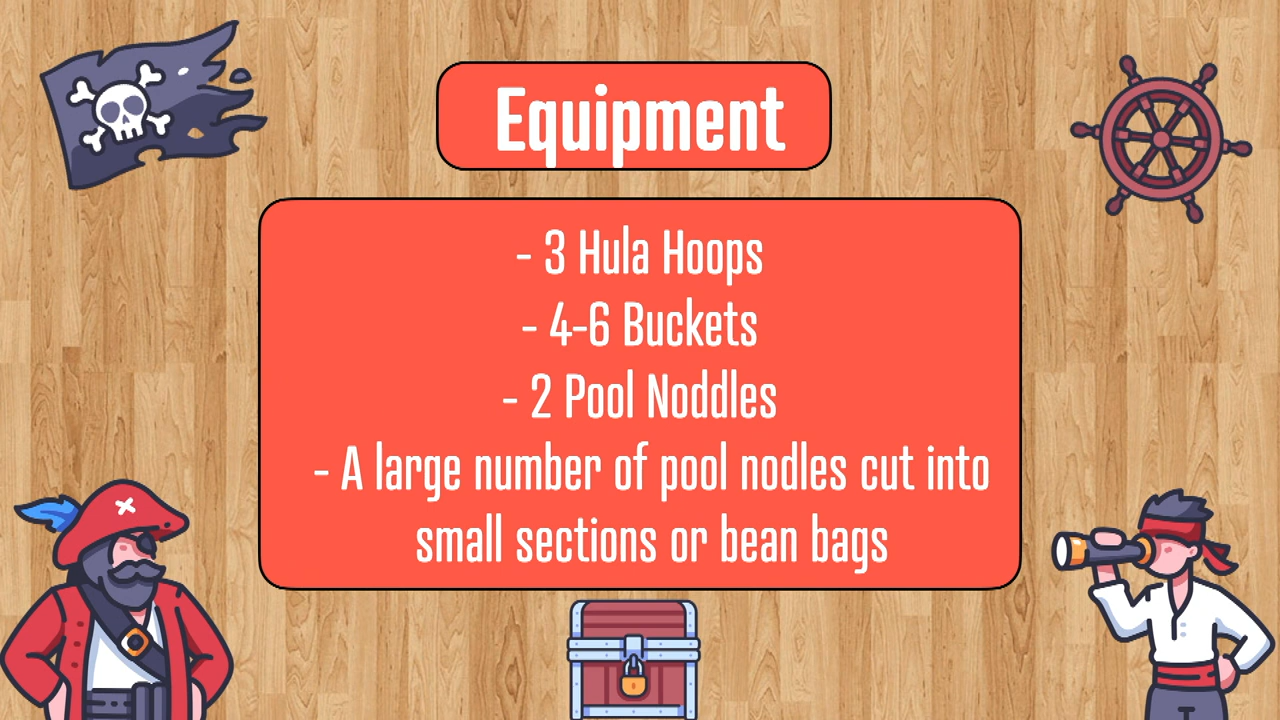 Equipment
- 3 Hula Hoops
- 4-6 Buckets
- 2 Pool Noddles
- A large number of pool nodles cut into
small sections or bean bags